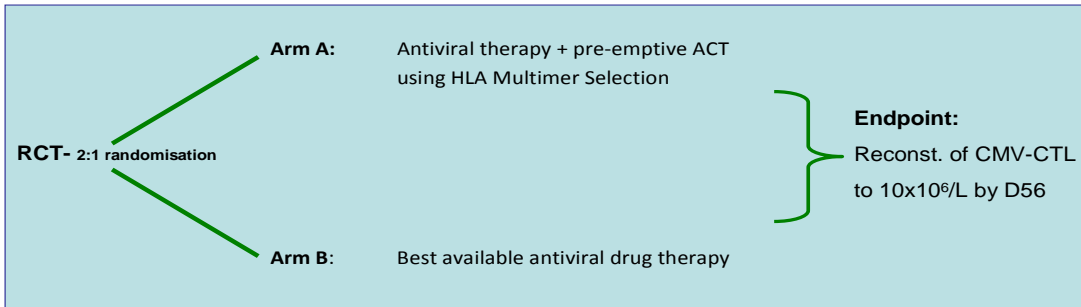 Arm A: Antiviral therapy + pre-emptive ACT
using HLA Multimer Selection
RCT- 2:1 randomisation
Endpoint:
Reconst. of CMV-CTL
to 10x10⁶/L by D56
Arm B: Best available antiviral drug therapy